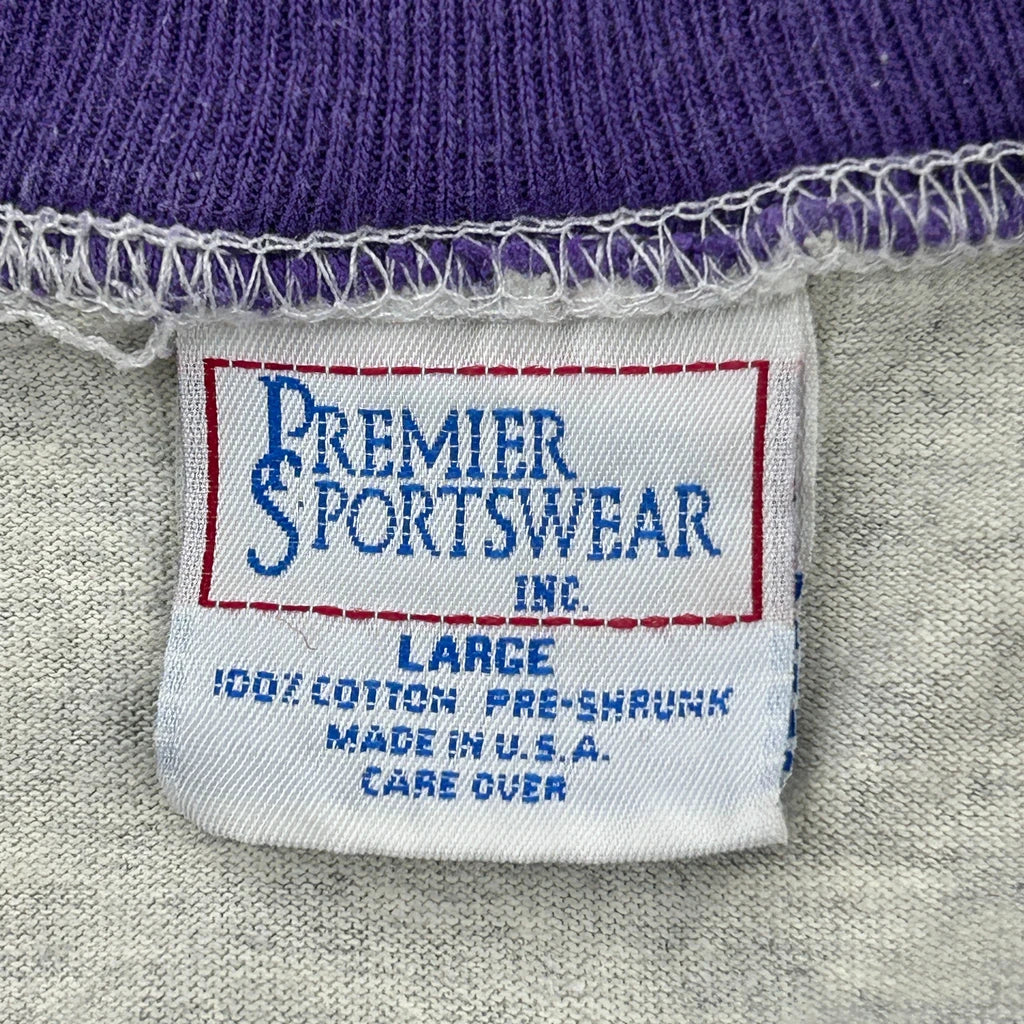 PREMIER
SPORTSWEAR
INC.
LARGE
100% COTTON PRE-SHRUNK
MADE IN U.S.A.
CARE OVER